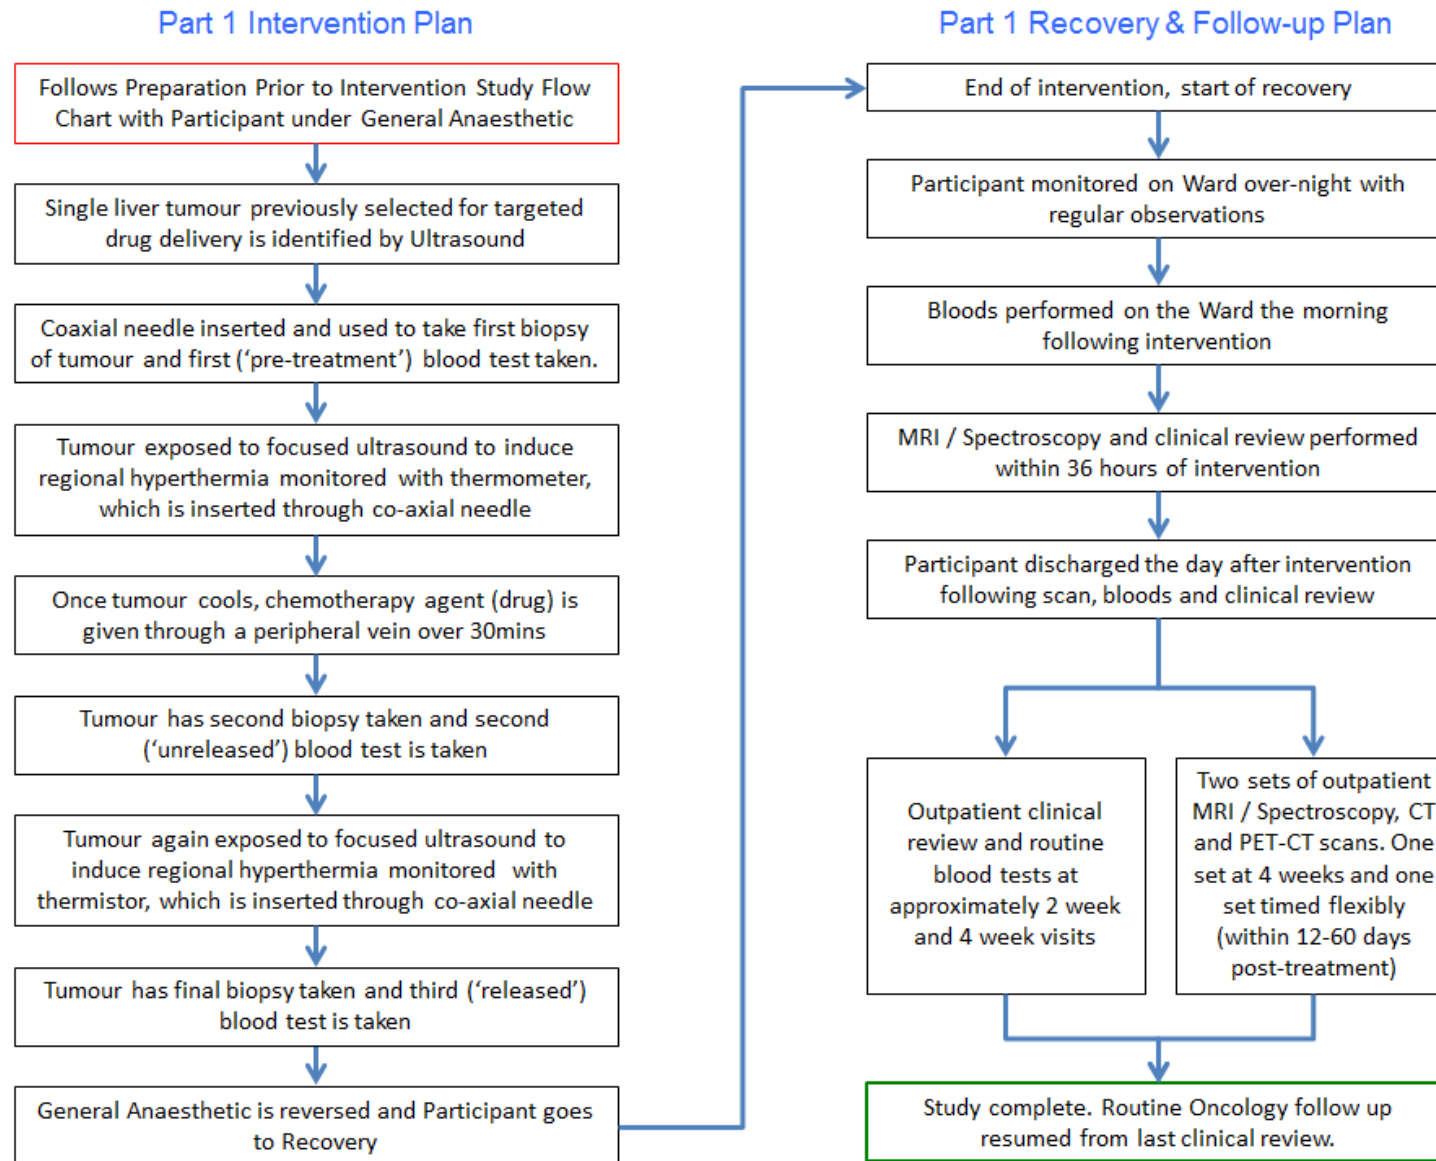 Part 1 Intervention Plan
Follows Preparation Prior to Intervention Study Flow
Chart with Participant under General Anaesthetic
Single liver tumour previously selected for targeted
drug delivery is identified by Ultrasound
Coaxial needle inserted and used to take first biopsy
of tumour and first (‘pre-treatment’) blood test taken.
Tumour exposed to focused ultrasound to induce
regional hyperthermia monitored with thermometer,
which is inserted through co-axial needle
Once tumour cools, chemotherapy agent (drug) is
given through a peripheral vein over 30mins
Tumour has second biopsy taken and second
(‘unreleased’) blood test is taken
Tumour again exposed to focused ultrasound to
induce regional hyperthermia monitored with
thermistor, which is inserted through co-axial needle
Tumour has final biopsy taken and third (‘released’)
blood test is taken
General Anaesthetic is reversed and Participant goes
to Recovery
Part 1 Recovery & Follow-up Plan
End of intervention, start of recovery
Participant monitored on Ward over-night with
regular observations
Bloods performed on the Ward the morning
following intervention
MRI / Spectroscopy and clinical review performed
within 36 hours of intervention
Participant discharged the day after intervention
following scan, bloods and clinical review
Outpatient clinical
review and routine
blood tests at
approximately 2 week
and 4 week visits
Two sets of outpatient
MRI / Spectroscopy, CT
and PET-CT scans. One
set at 4 weeks and one
set timed flexibly
(within 12-60 days
post-treatment)
Study complete. Routine Oncology follow up
resumed from last clinical review.